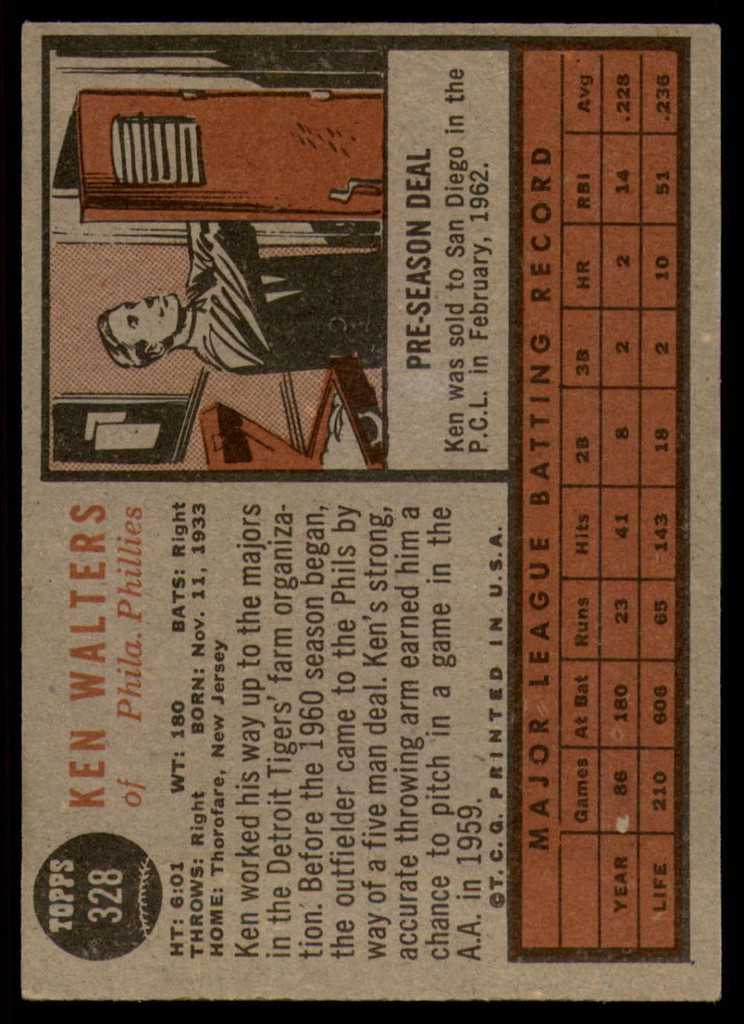 TOPPS
328
KEN WALTERS
of Phila. Phillies
HT: 6:01 WT: 180 BATS: Right
THROWS: Right BORN: Nov. 11, 1933
HOME: Thorofare, New Jersey
Ken worked his way up to the majors
in the Detroit Tigers' farm organiza-
tion. Before the 1960 season began,
the outfielder came to the Phils by
way of a five man deal. Ken's strong,
accurate throwing arm earned him a
chance to pitch in a game in the
A.A. in 1959.
©T.C.G. PRINTED IN U.S.A.
PRE-SEASON DEAL
Ken was sold to San Diego in the
P.C.L. in February, 1962.
MAJOR LEAGUE BATTING RECORD
Games At Bat Runs Hits 2B 3B HR RBI Avg
YEAR 86 180 23 41 8 2 2 14 .228
LIFE 210 606 65 143 18 2 10 51 .236